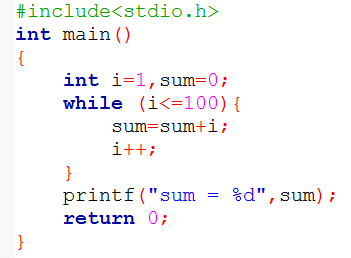 #include<stdio.h>
int main()
{
    int i=1,sum=0;
    while (i<=100){
        sum=sum+i;
        i++;
    }
    printf("sum = %d",sum);
    return 0;
}